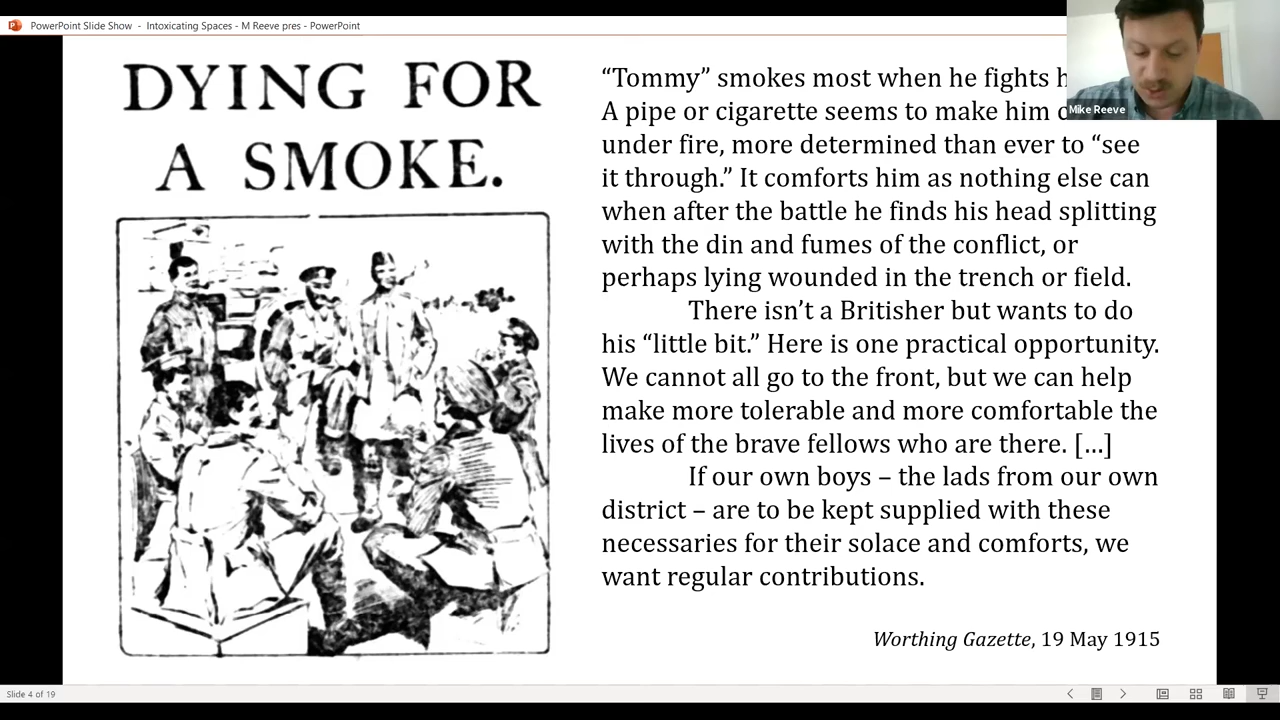 PowerPoint Slide Show - Intoxicating Spaces - M Reeve pres - PowerPoint
DYING FOR
A SMOKE.
“Tommy” smokes most when he fights
A pipe or cigarette seems to make him
under fire, more determined than ever to “see
it through.” It comforts him as nothing else can
when after the battle he finds his head splitting
with the din and fumes of the conflict, or
perhaps lying wounded in the trench or field.
There isn’t a Britisher but wants to do
his “little bit.” Here is one practical opportunity.
We cannot all go to the front, but we can help
make more tolerable and more comfortable the
lives of the brave fellows who are there. […]
If our own boys – the lads from our own
district – are to be kept supplied with these
necessaries for their solace and comforts, we
want regular contributions.
Worthing Gazette, 19 May 1915
Mike Reeve
Slide 4 of 19